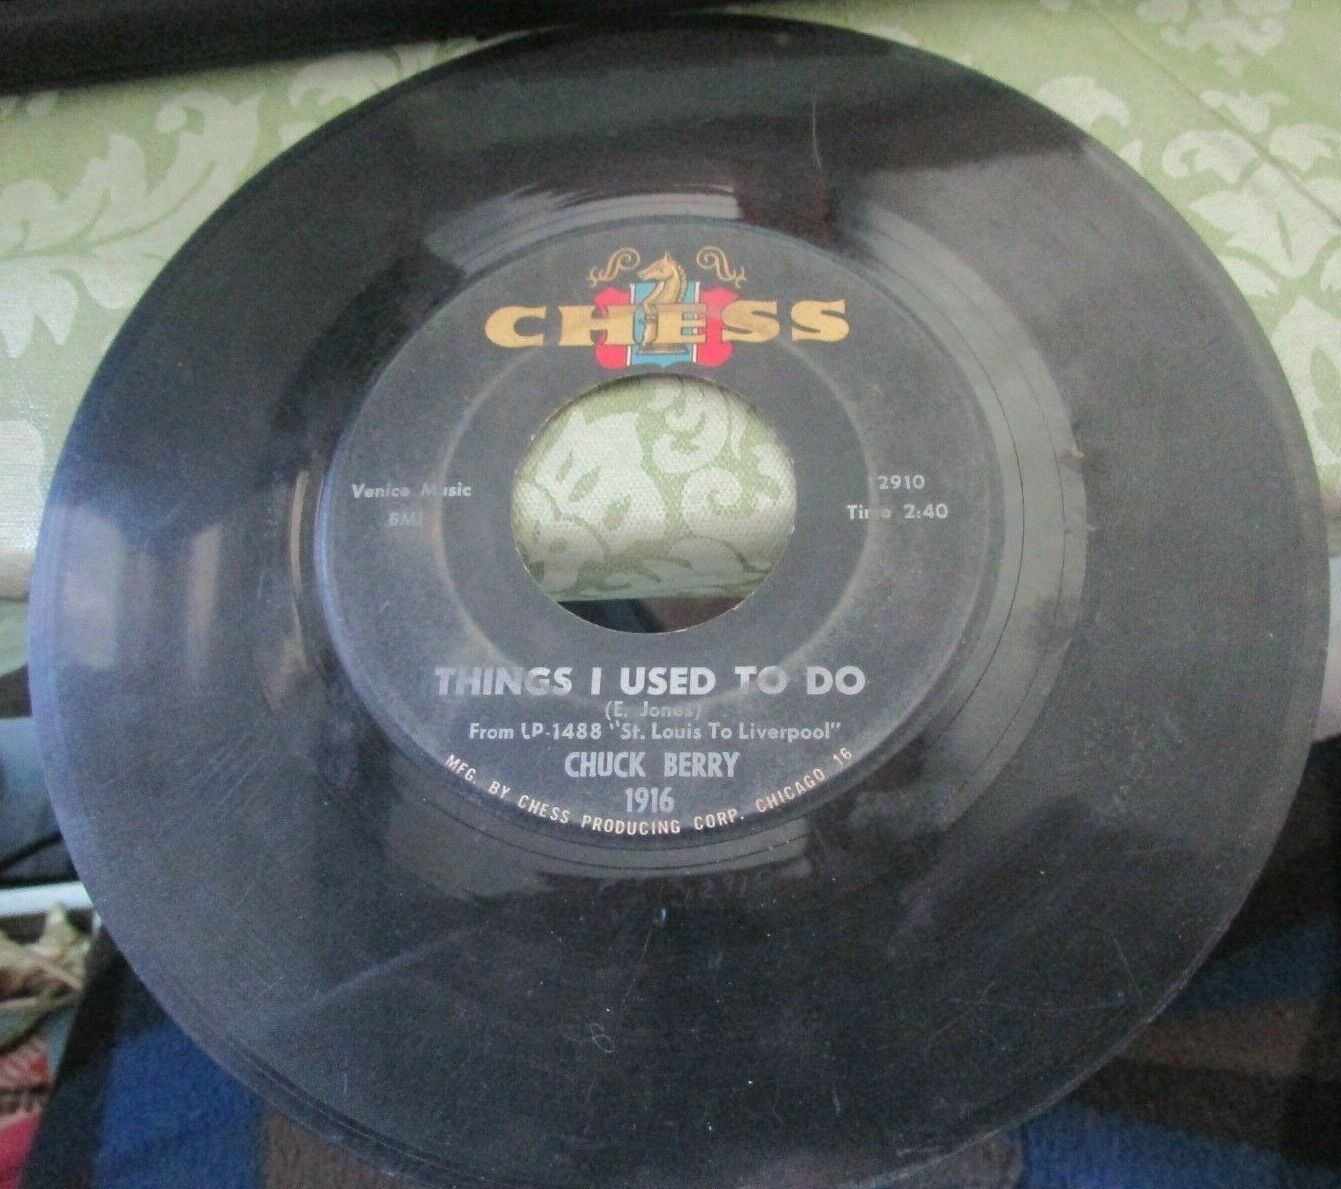 CHESS
Venice Music
BMI
12910
Time 2:40
THINGS I USED TO DO
(E. Jones)
From LP-1488 "St. Louis To Liverpool"
CHUCK BERRY
1916
MFG. BY CHESS PRODUCING CORP. CHICAGO 16